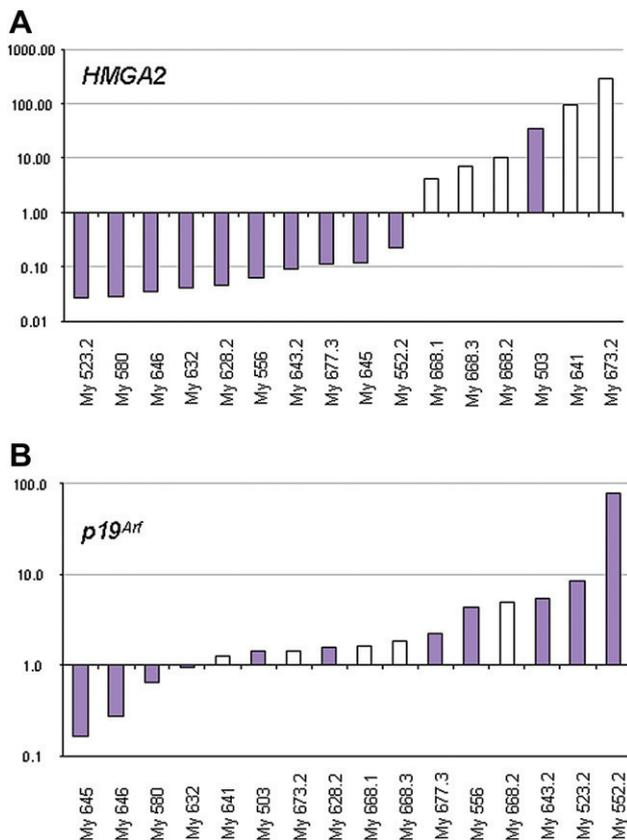 A
1000.00
HMGA2
100.00
10.00
1.00
0.10
0.01
My 523.2
My 580
My 646
My 632
My 628.2
My 556
My 643.2
My 677.3
My 645
My 552.2
My 668.1
My 668.3
My 668.2
My 503
My 641
My 673.2
B
100.0
p19Arf
10.0
1.0
0.1
My 645
My 646
My 580
My 632
My 641
My 503
My 673.2
My 628.2
My 668.1
My 668.3
My 677.3
My 556
My 668.2
My 643.2
My 523.2
My 552.2